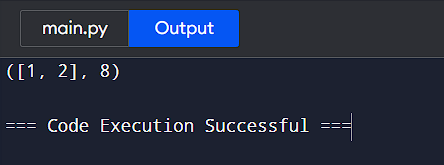 main.py Output
([1, 2], 8)
=== Code Execution Successful ===